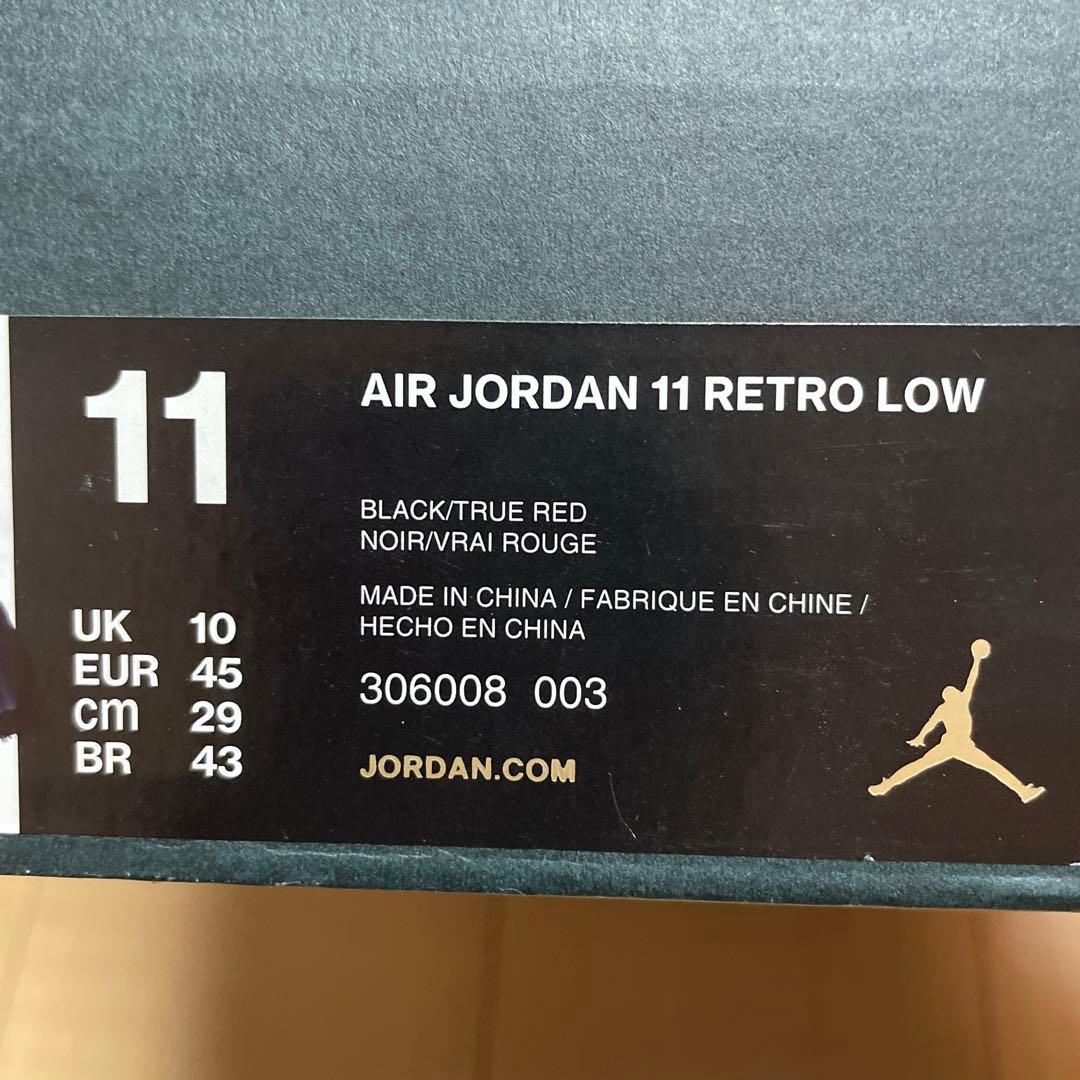 11
AIR JORDAN 11 RETRO LOW
BLACK/TRUE RED
NOIR/VRAI ROUGE
MADE IN CHINA / FABRIQUE EN CHINE /
HECHO EN CHINA
UK 10
EUR 45
cm 29
BR 43
306008 003
JORDAN.COM